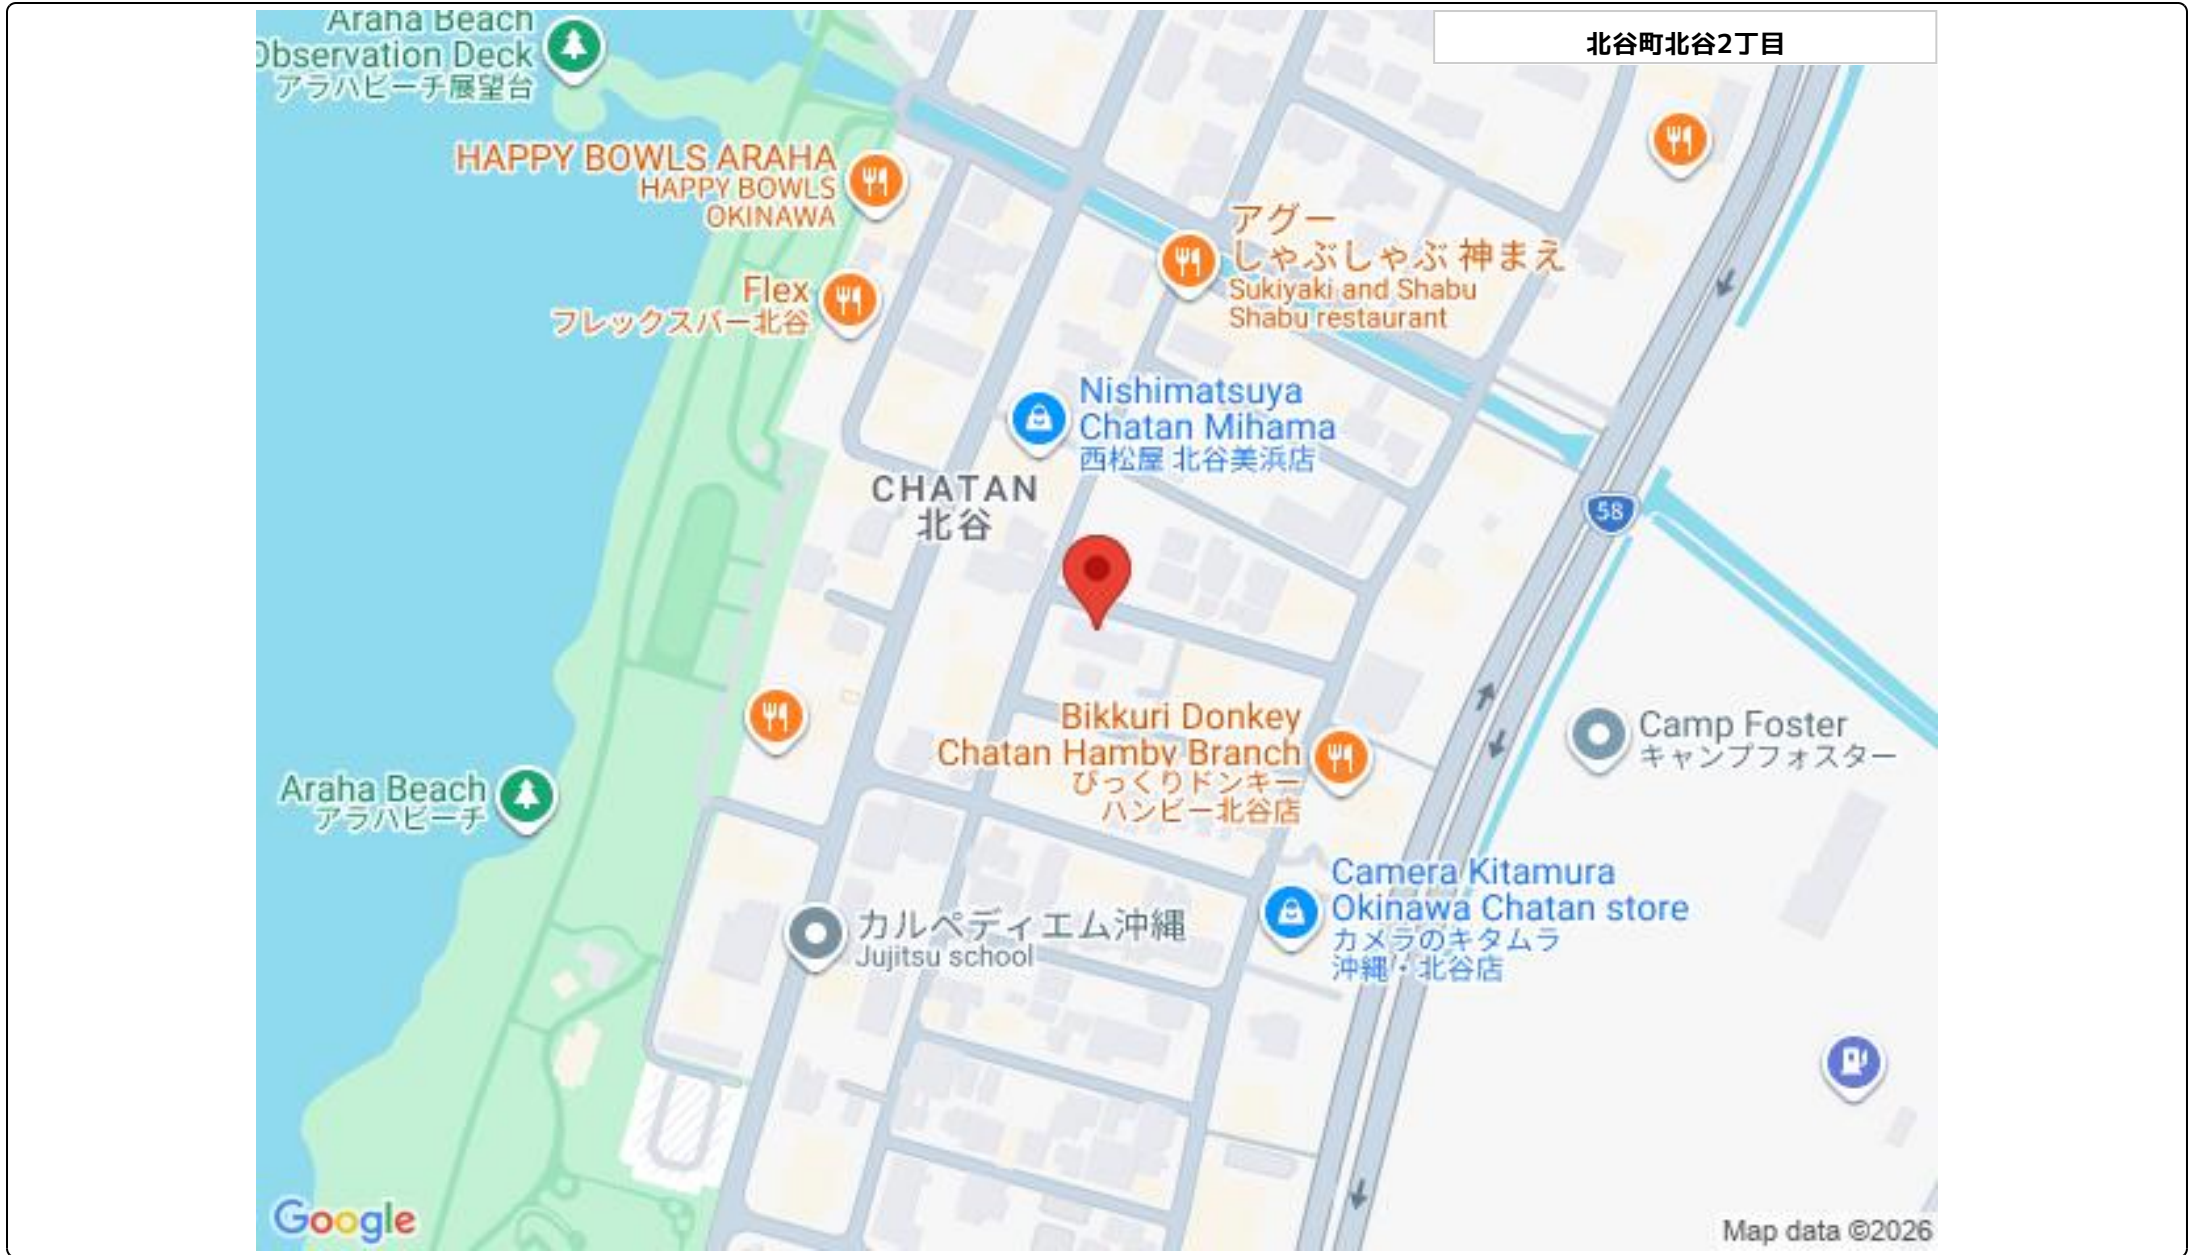 Araha Beach
Observation Deck
アラハビーチ展望台
北谷町北谷2丁目
HAPPY BOWLS ARAHA
HAPPY BOWLS
OKINAWA
アグー
しゃぶしゃぶ 神まえ
Sukiyaki and Shabu
Shabu restaurant
Flex
フレックスバー北谷
Nishimatsuya
Chatan Mihama
西松屋 北谷美浜店
CHATAN
北谷
58
Bikkuri Donkey
Chatan Hamby Branch
びっくりドンキー
ハンビー北谷店
Camp Foster
キャンプフォスター
Araha Beach
アラハビーチ
Camera Kitamura
Okinawa Chatan store
カメラのキタムラ
沖縄・北谷店
カルペディエム沖縄
Jujitsu school
Google
Map data ©2026